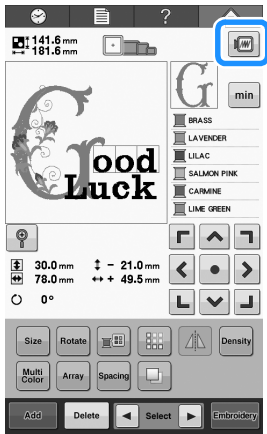 ?
141.6 mm
181.6 mm
G
min
Good
Luck
BRASS
LAVENDER
LILAC
SALMON PINK
CARMINE
LIME GREEN
30.0 mm - 21.0 mm
78.0 mm + 49.5 mm
0°
Size Rotate Density
Multi Color Array Spacing
Add Delete Select Embroidery